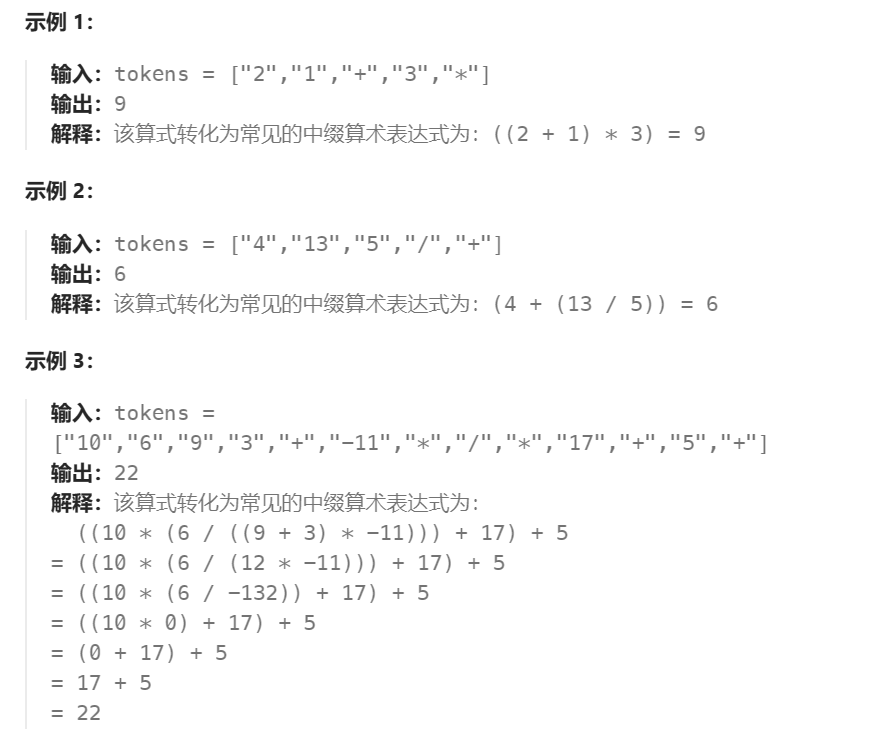 示例 1：
输入：tokens = ["2","1","+","3","*"]
输出：9
解释：该算式转化为常见的中缀算术表达式为：((2 + 1) * 3) = 9
示例 2：
输入：tokens = ["4","13","5","/","+"]
输出：6
解释：该算式转化为常见的中缀算术表达式为：(4 + (13 / 5)) = 6
示例 3：
输入：tokens =
["10","6","9","3","+","-11","*","/","*","17","+","5","+"]
输出：22
解释：该算式转化为常见的中缀算术表达式为：
((10 * (6 / ((9 + 3) * -11))) + 17) + 5
= ((10 * (6 / (12 * -11))) + 17) + 5
= ((10 * (6 / -132)) + 17) + 5
= ((10 * 0) + 17) + 5
= (0 + 17) + 5
= 17 + 5
= 22